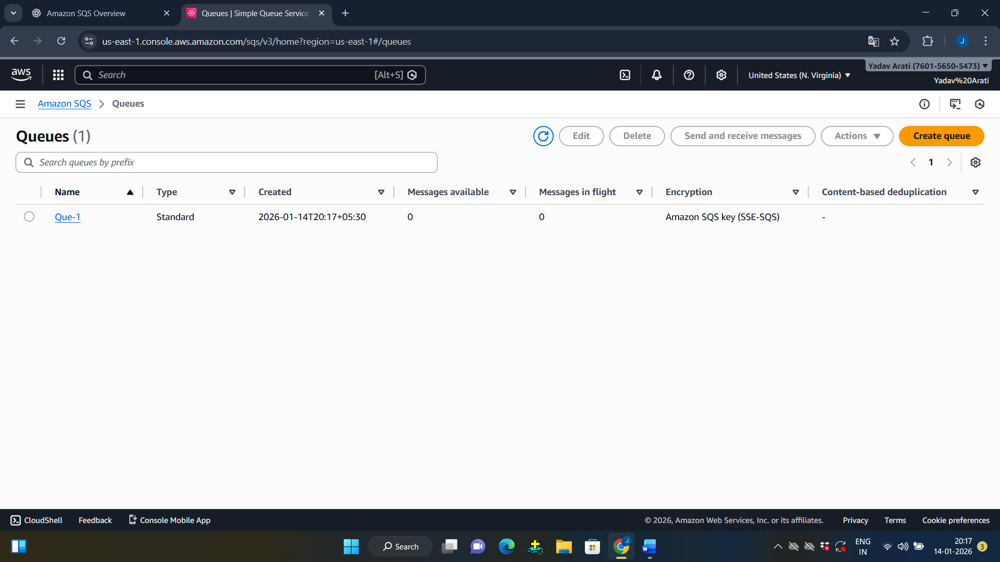 Amazon SQS Overview
Queues | Simple Queue Service
us-east-1.console.aws.amazon.com/sqs/v3/home?region=us-east-1#/queues
J
aws
Search
[Alt+S]
United States (N. Virginia)
Yadav Arati (7601-5650-5473)
Yadav%20Arati
Amazon SQS
Queues
Queues (1)
Edit
Delete
Send and receive messages
Actions
Create queue
Search queues by prefix
1
Name
Type
Created
Messages available
Messages in flight
Encryption
Content-based deduplication
Que-1
Standard
2026-01-14T20:17+05:30
0
0
Amazon SQS key (SSE-SQS)
-
CloudShell
Feedback
Console Mobile App
© 2026, Amazon Web Services, Inc. or its affiliates.
Privacy
Terms
Cookie preferences
Search
J
W
ENG
IN
20:17
14-01-2026
3